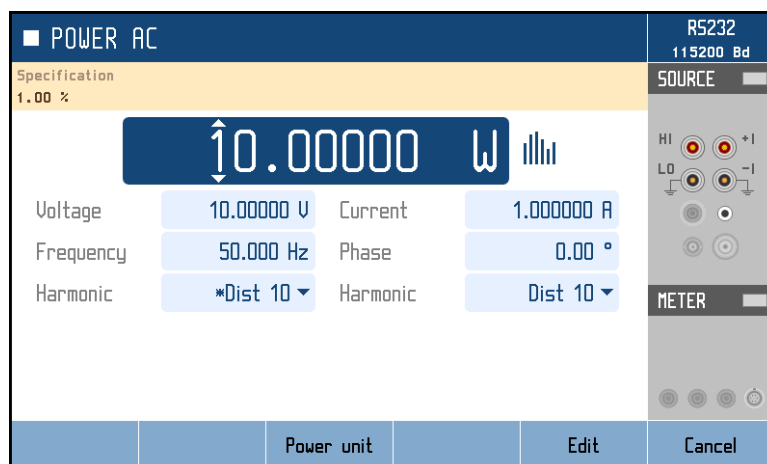 POWER AC
RS232
115200 Bd
Specification
1.00 %
SOURCE
10.00000 W
HI +I
LO -I
Voltage 10.00000 V Current 1.000000 A
Frequency 50.000 Hz Phase 0.00 °
Harmonic *Dist 10 Harmonic Dist 10
METER
Power unit Edit Cancel